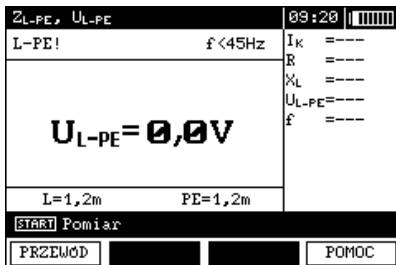 ZL-PE, UL-PE 09:20
L-PE! f<45Hz
IK =---
R =---
XL =---
UL-PE=---
f =---
UL-PE= 0,0V
L=1,2m PE=1,2m
START Pomiar
PRZEWÓD POMOC